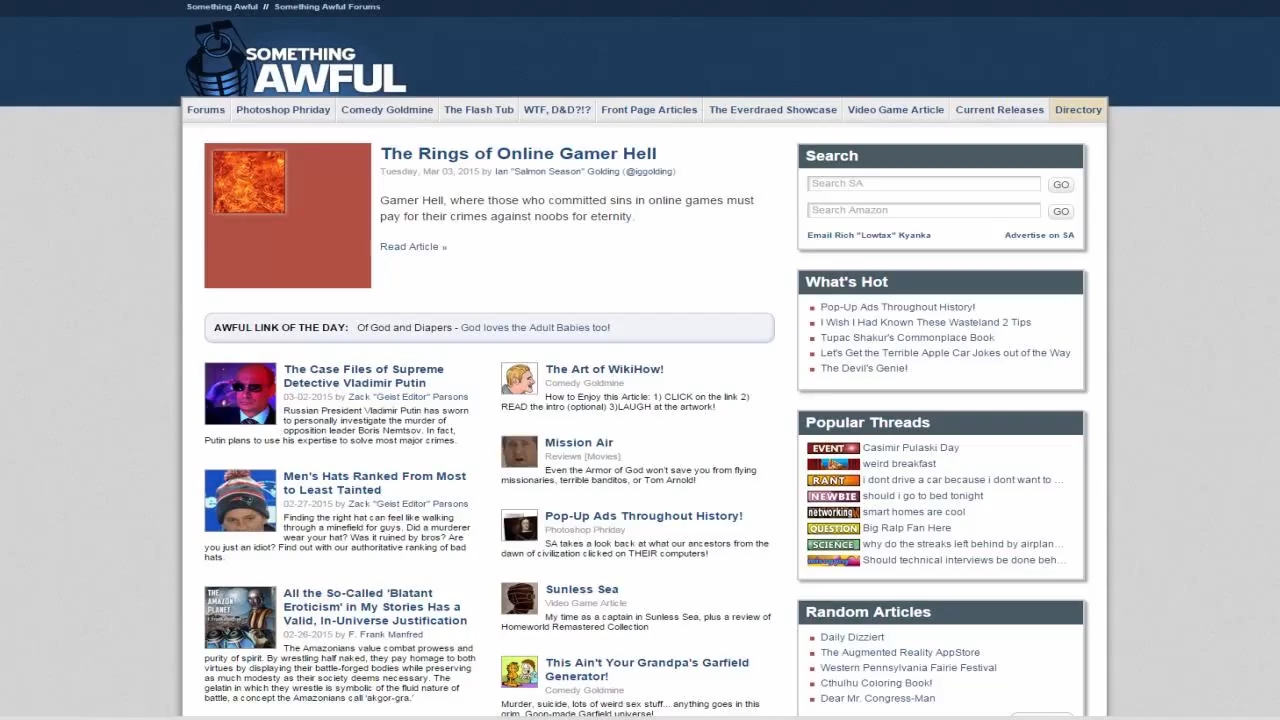 Something Awful // Something Awful Forums
SOMETHING
AWFUL
Forums Photoshop Phriday Comedy Goldmine The Flash Tub WTF, D&D?!? Front Page Articles The Everdraed Showcase Video Game Article Current Releases Directory
The Rings of Online Gamer Hell
Tuesday, Mar 03, 2015 by Ian "Salmon Season" Golding (@iggolding)
Gamer Hell, where those who committed sins in online games must
pay for their crimes against noobs for eternity.
Read Article »
AWFUL LINK OF THE DAY: Of God and Diapers - God loves the Adult Babies too!
The Case Files of Supreme
Detective Vladimir Putin
03-02-2015 by Zack "Geist Editor" Parsons
Russian President Vladimir Putin has sworn
to personally investigate the murder of
opposition leader Boris Nemtsov. In fact,
Putin plans to use his expertise to solve most major crimes.
Men's Hats Ranked From Most
to Least Tainted
02-27-2015 by Zack "Geist Editor" Parsons
Finding the right hat can feel like walking
through a minefield for guys. Did a murderer
wear your hat? Was it ruined by bros? Are
you just an idiot? Find out with our authoritative ranking of bad
hats.
THE
AMAZON
PLANET
All the So-Called 'Blatant
Eroticism' in My Stories Has a
Valid, In-Universe Justification
02-26-2015 by F. Frank Manfred
The Amazonians value combat prowess and
purity of spirit. By wrestling half naked, they pay homage to both
virtues by displaying their battle-forged bodies while preserving
as much modesty as their society deems necessary. The
gelatin in which they wrestle is symbolic of the fluid nature of
battle, a concept the Amazonians call 'akgor-gra.'
The Art of WikiHow!
Comedy Goldmine
How to Enjoy this Article: 1) CLICK on the link 2)
READ the intro (optional) 3)LAUGH at the artwork!
Mission Air
Reviews [Movies]
Even the Armor of God won't save you from flying
missionaries, terrible banditos, or Tom Arnold!
Pop-Up Ads Throughout History!
Photoshop Phriday
SA takes a look back at what our ancestors from the
dawn of civilization clicked on THEIR computers!
Sunless Sea
Video Game Article
My time as a captain in Sunless Sea, plus a review of
Homeworld Remastered Collection
This Ain't Your Grandpa's Garfield
Generator!
Comedy Goldmine
Murder, suicide, lots of weird sex stuff... anything goes in this
grim, Goon-made Garfield universe!
Search
Search SA GO
Search Amazon GO
Email Rich "Lowtax" Kyanka Advertise on SA
What's Hot
Pop-Up Ads Throughout History!
I Wish I Had Known These Wasteland 2 Tips
Tupac Shakur's Commonplace Book
Let's Get the Terrible Apple Car Jokes out of the Way
The Devil's Genie!
Popular Threads
EVENT Casimir Pulaski Day
weird breakfast
RANT i dont drive a car because i dont want to ...
NEWBIE should i go to bed tonight
networking smart homes are cool
QUESTION Big Ralp Fan Here
SCIENCE why do the streaks left behind by airplan...
Should technical interviews be done beh...
Random Articles
Daily Dizziert
The Augmented Reality AppStore
Western Pennsylvania Fairie Festival
Cthulhu Coloring Book!
Dear Mr. Congress-Man